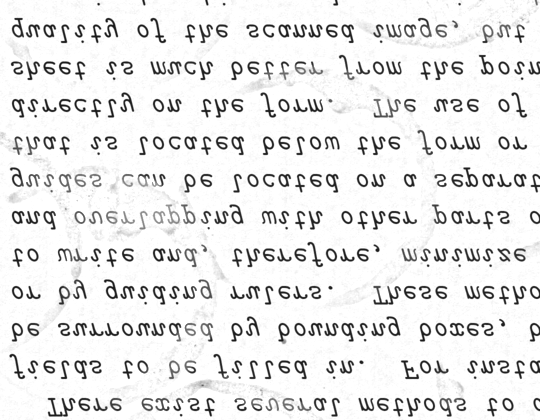 There exist several methods to
fields to be filled in. For insta
be surrounded by bounding boxes, b
or by guiding rulers. These metho
to write and, therefore, minimize
and overlapping with other parts o
guides can be located on a separat
that is located below the form or
directly on the form. The use of
sheet is much better from the poin
quality of the scanned image, but